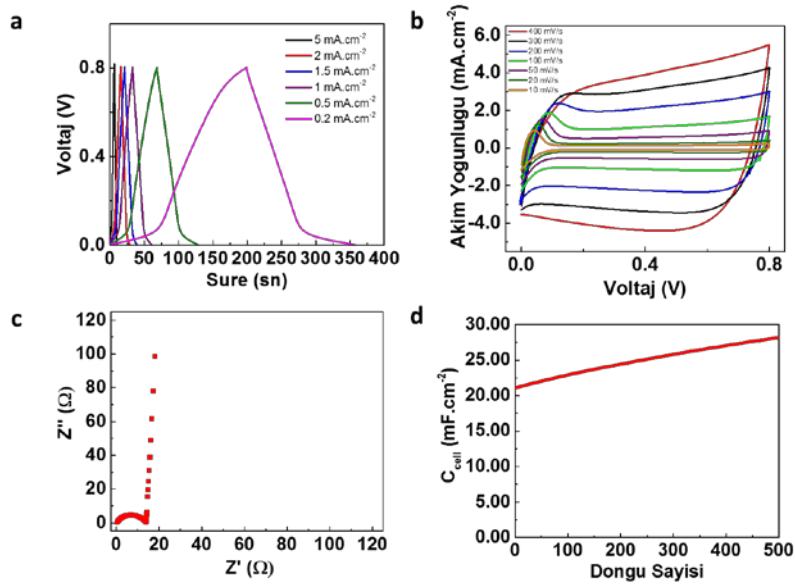 a
5 mA.cm⁻²
2 mA.cm⁻²
1.5 mA.cm⁻²
1 mA.cm⁻²
0.5 mA.cm⁻²
0.2 mA.cm⁻²
Voltaj (V)
0.8
0.4
0.0
0 50 100 150 200 250 300 350 400
Sure (sn)
b
400 mV/s
300 mV/s
200 mV/s
100 mV/s
50 mV/s
20 mV/s
10 mV/s
Akim Yogunlugu (mA.cm⁻²)
6.0
4.0
2.0
0.0
-2.0
-4.0
0.0 0.4 0.8
Voltaj (V)
c
Z'' (Ω)
120
100
80
60
40
20
0
0 20 40 60 80 100 120
Z' (Ω)
d
C_cell (mF.cm⁻²)
30.00
25.00
20.00
15.00
10.00
5.00
0.00
0 100 200 300 400 500
Dongu Sayisi